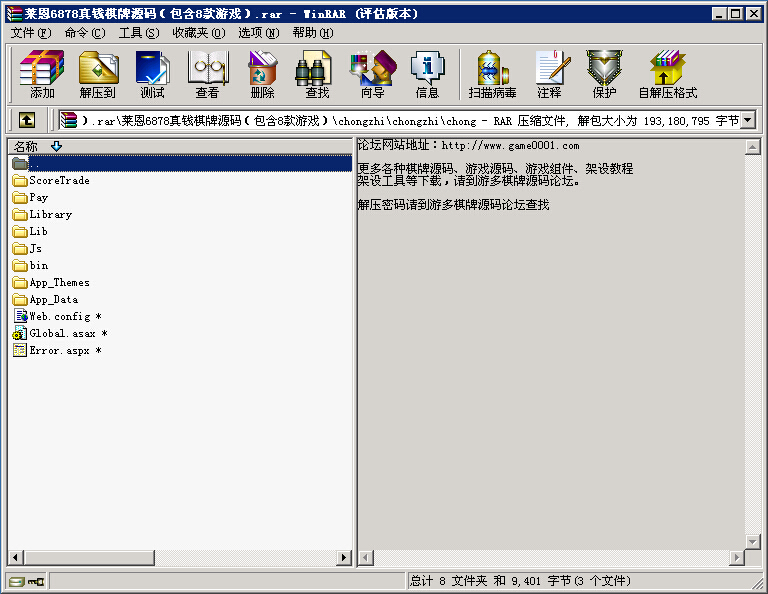 莱恩6878真钱棋牌源码(包含8款游戏).rar - WinRAR (评估版本)
文件(F) 命令(C) 工具(S) 收藏夹(O) 选项(N) 帮助(H)
添加 解压到 测试 查看 删除 查找 向导 信息 扫描病毒 注释 保护 自解压格式
).rar\莱恩6878真钱棋牌源码(包含8款游戏)\chongzhi\chongzhi\chong - RAR 压缩文件, 解包大小为 193,180,795 字节
名称
..
ScoreTrade
Pay
Library
Lib
Js
bin
App_Themes
App_Data
Web.config *
Global.asax *
Error.aspx *
论坛网站地址：http://www.game0001.com
更多各种棋牌源码、游戏源码、游戏组件、架设教程
架设工具等下载，请到游多棋牌源码论坛。
解压密码请到游多棋牌源码论坛查找
总计 8 文件夹 和 9,401 字节(3 个文件)